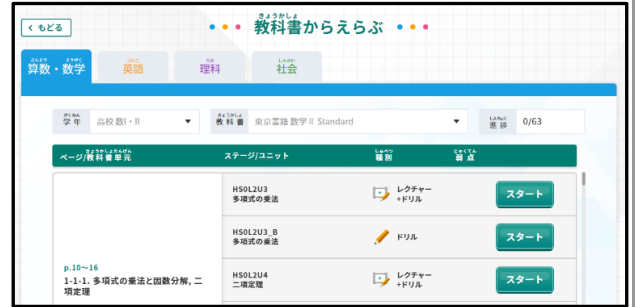 < もどる
きょうかしょ
教科書からえらぶ
さんすう すうがく
算数・数学
えいご
英語
りか
理科
しゃかい
社会
がくねん
学年 高校 数I・II ▼
きょうかしょ
教科書 東京書籍 数学Ⅱ Standard ▼
しんちょく
進捗 0/63
ページ/教科書単元 ステージ/ユニット 種別 弱点
HS0L2U3
多項式の乗法
レクチャー
+ドリル
スタート
HS0L2U3_B
多項式の乗法
ドリル
スタート
p.10～16
1-1-1. 多項式の乗法と因数分解, 二
項定理
HS0L2U4
二項定理
レクチャー
+ドリル
スタート